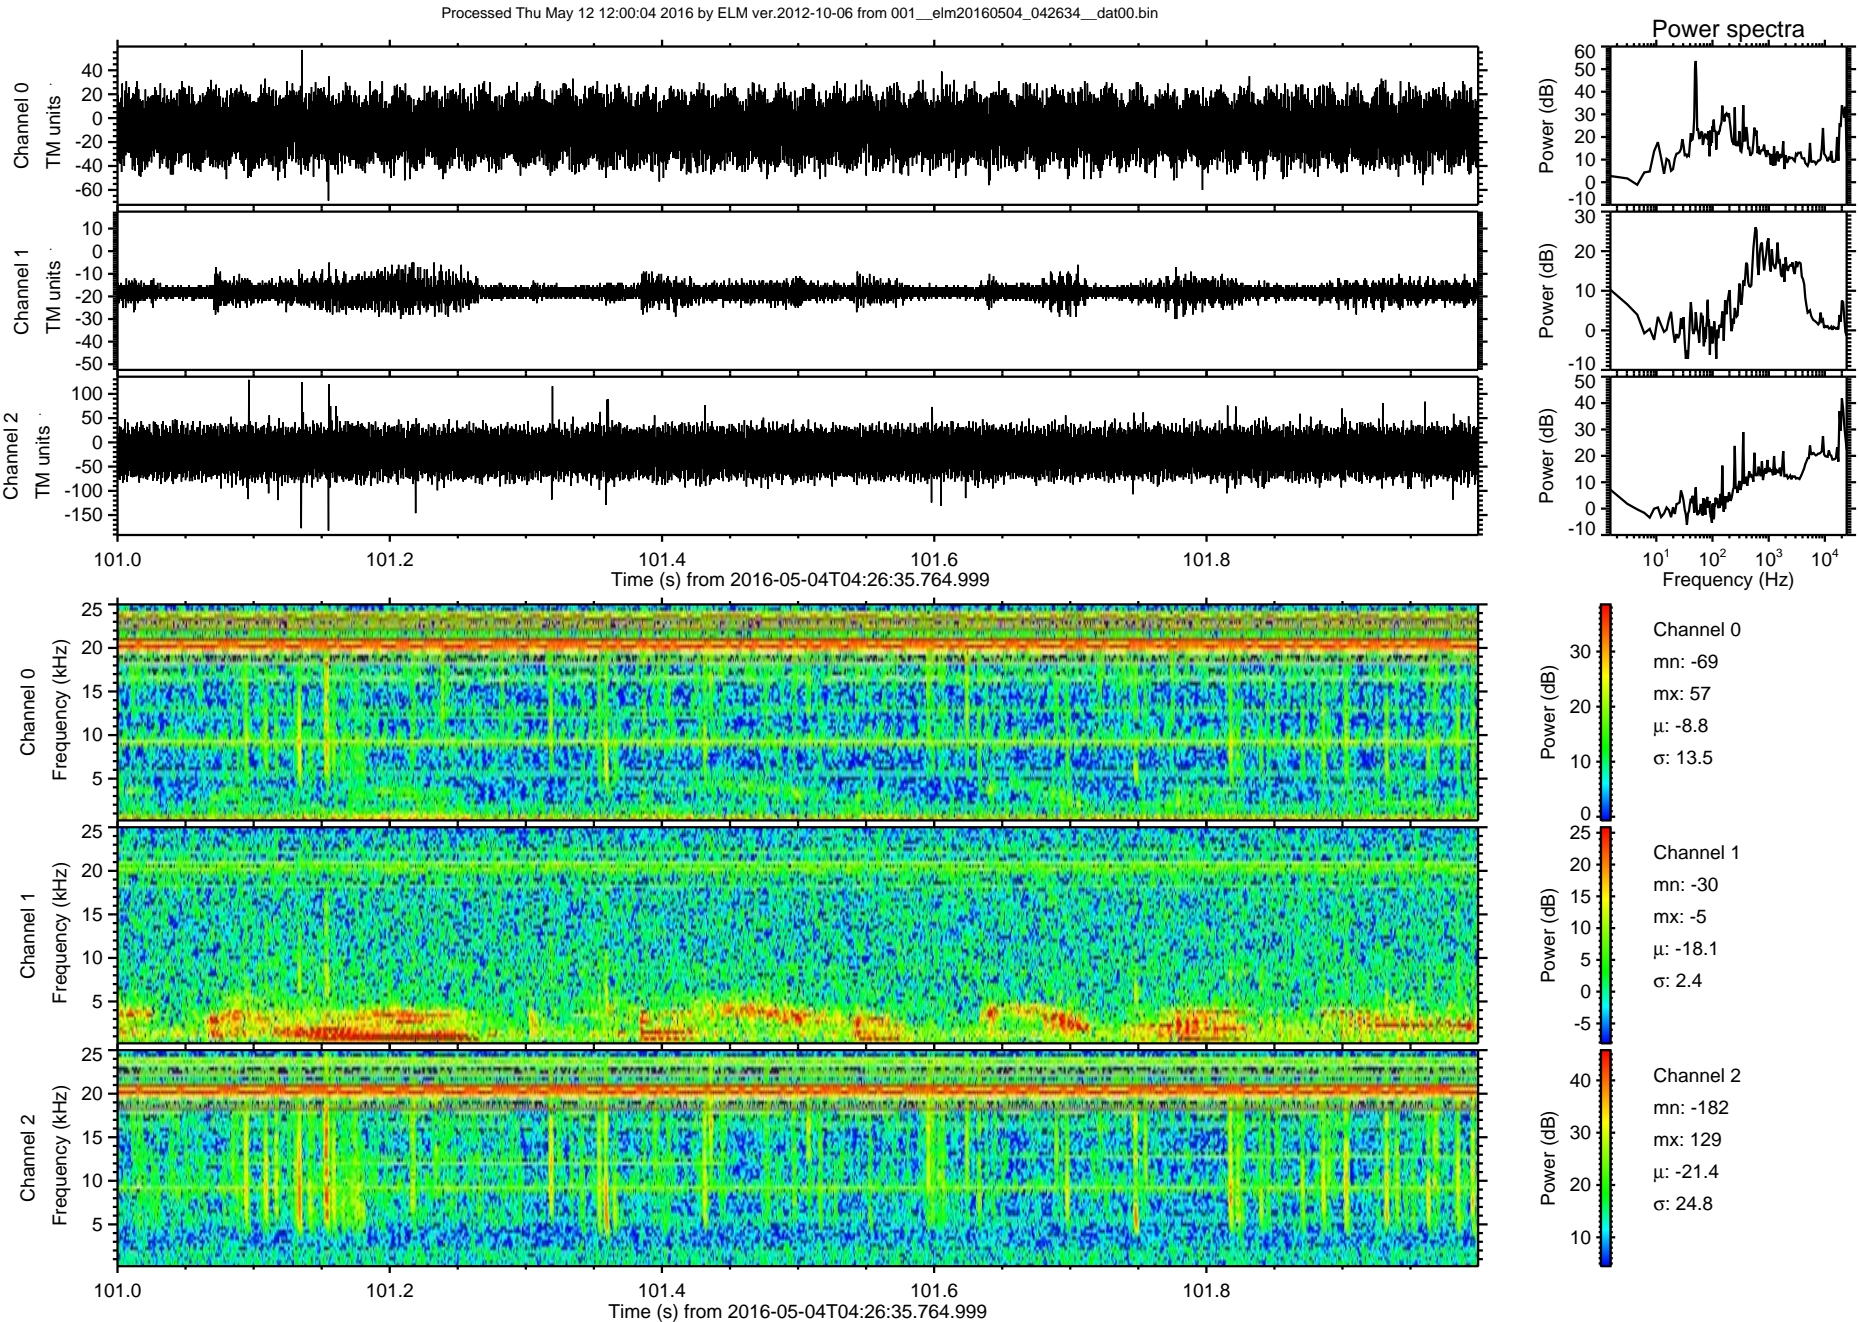 Processed Thu May 12 12:00:04 2016 by ELM ver.2012-10-06 from 001__elm20160504_042634__dat00.bin
Power spectra
Channel 0
TM units
40
20
0
-20
-40
-60
Power (dB)
60
50
40
30
20
10
0
-10
Channel 1
TM units
10
0
-10
-20
-30
-40
-50
Power (dB)
30
20
10
0
-10
Channel 2
TM units
100
50
0
-50
-100
-150
Power (dB)
50
40
30
20
10
0
-10
101.0 101.2 101.4 101.6 101.8
Time (s) from 2016-05-04T04:26:35.764.999
10^1 10^2 10^3 10^4
Frequency (Hz)
Channel 0
Frequency (kHz)
25
20
15
10
5
Power (dB)
30
20
10
0
Channel 0
mn: -69
mx: 57
μ: -8.8
σ: 13.5
Channel 1
Frequency (kHz)
25
20
15
10
5
Power (dB)
25
20
15
10
5
0
-5
Channel 1
mn: -30
mx: -5
μ: -18.1
σ: 2.4
Channel 2
Frequency (kHz)
25
20
15
10
5
Power (dB)
40
30
20
10
Channel 2
mn: -182
mx: 129
μ: -21.4
σ: 24.8
101.0 101.2 101.4 101.6 101.8
Time (s) from 2016-05-04T04:26:35.764.999